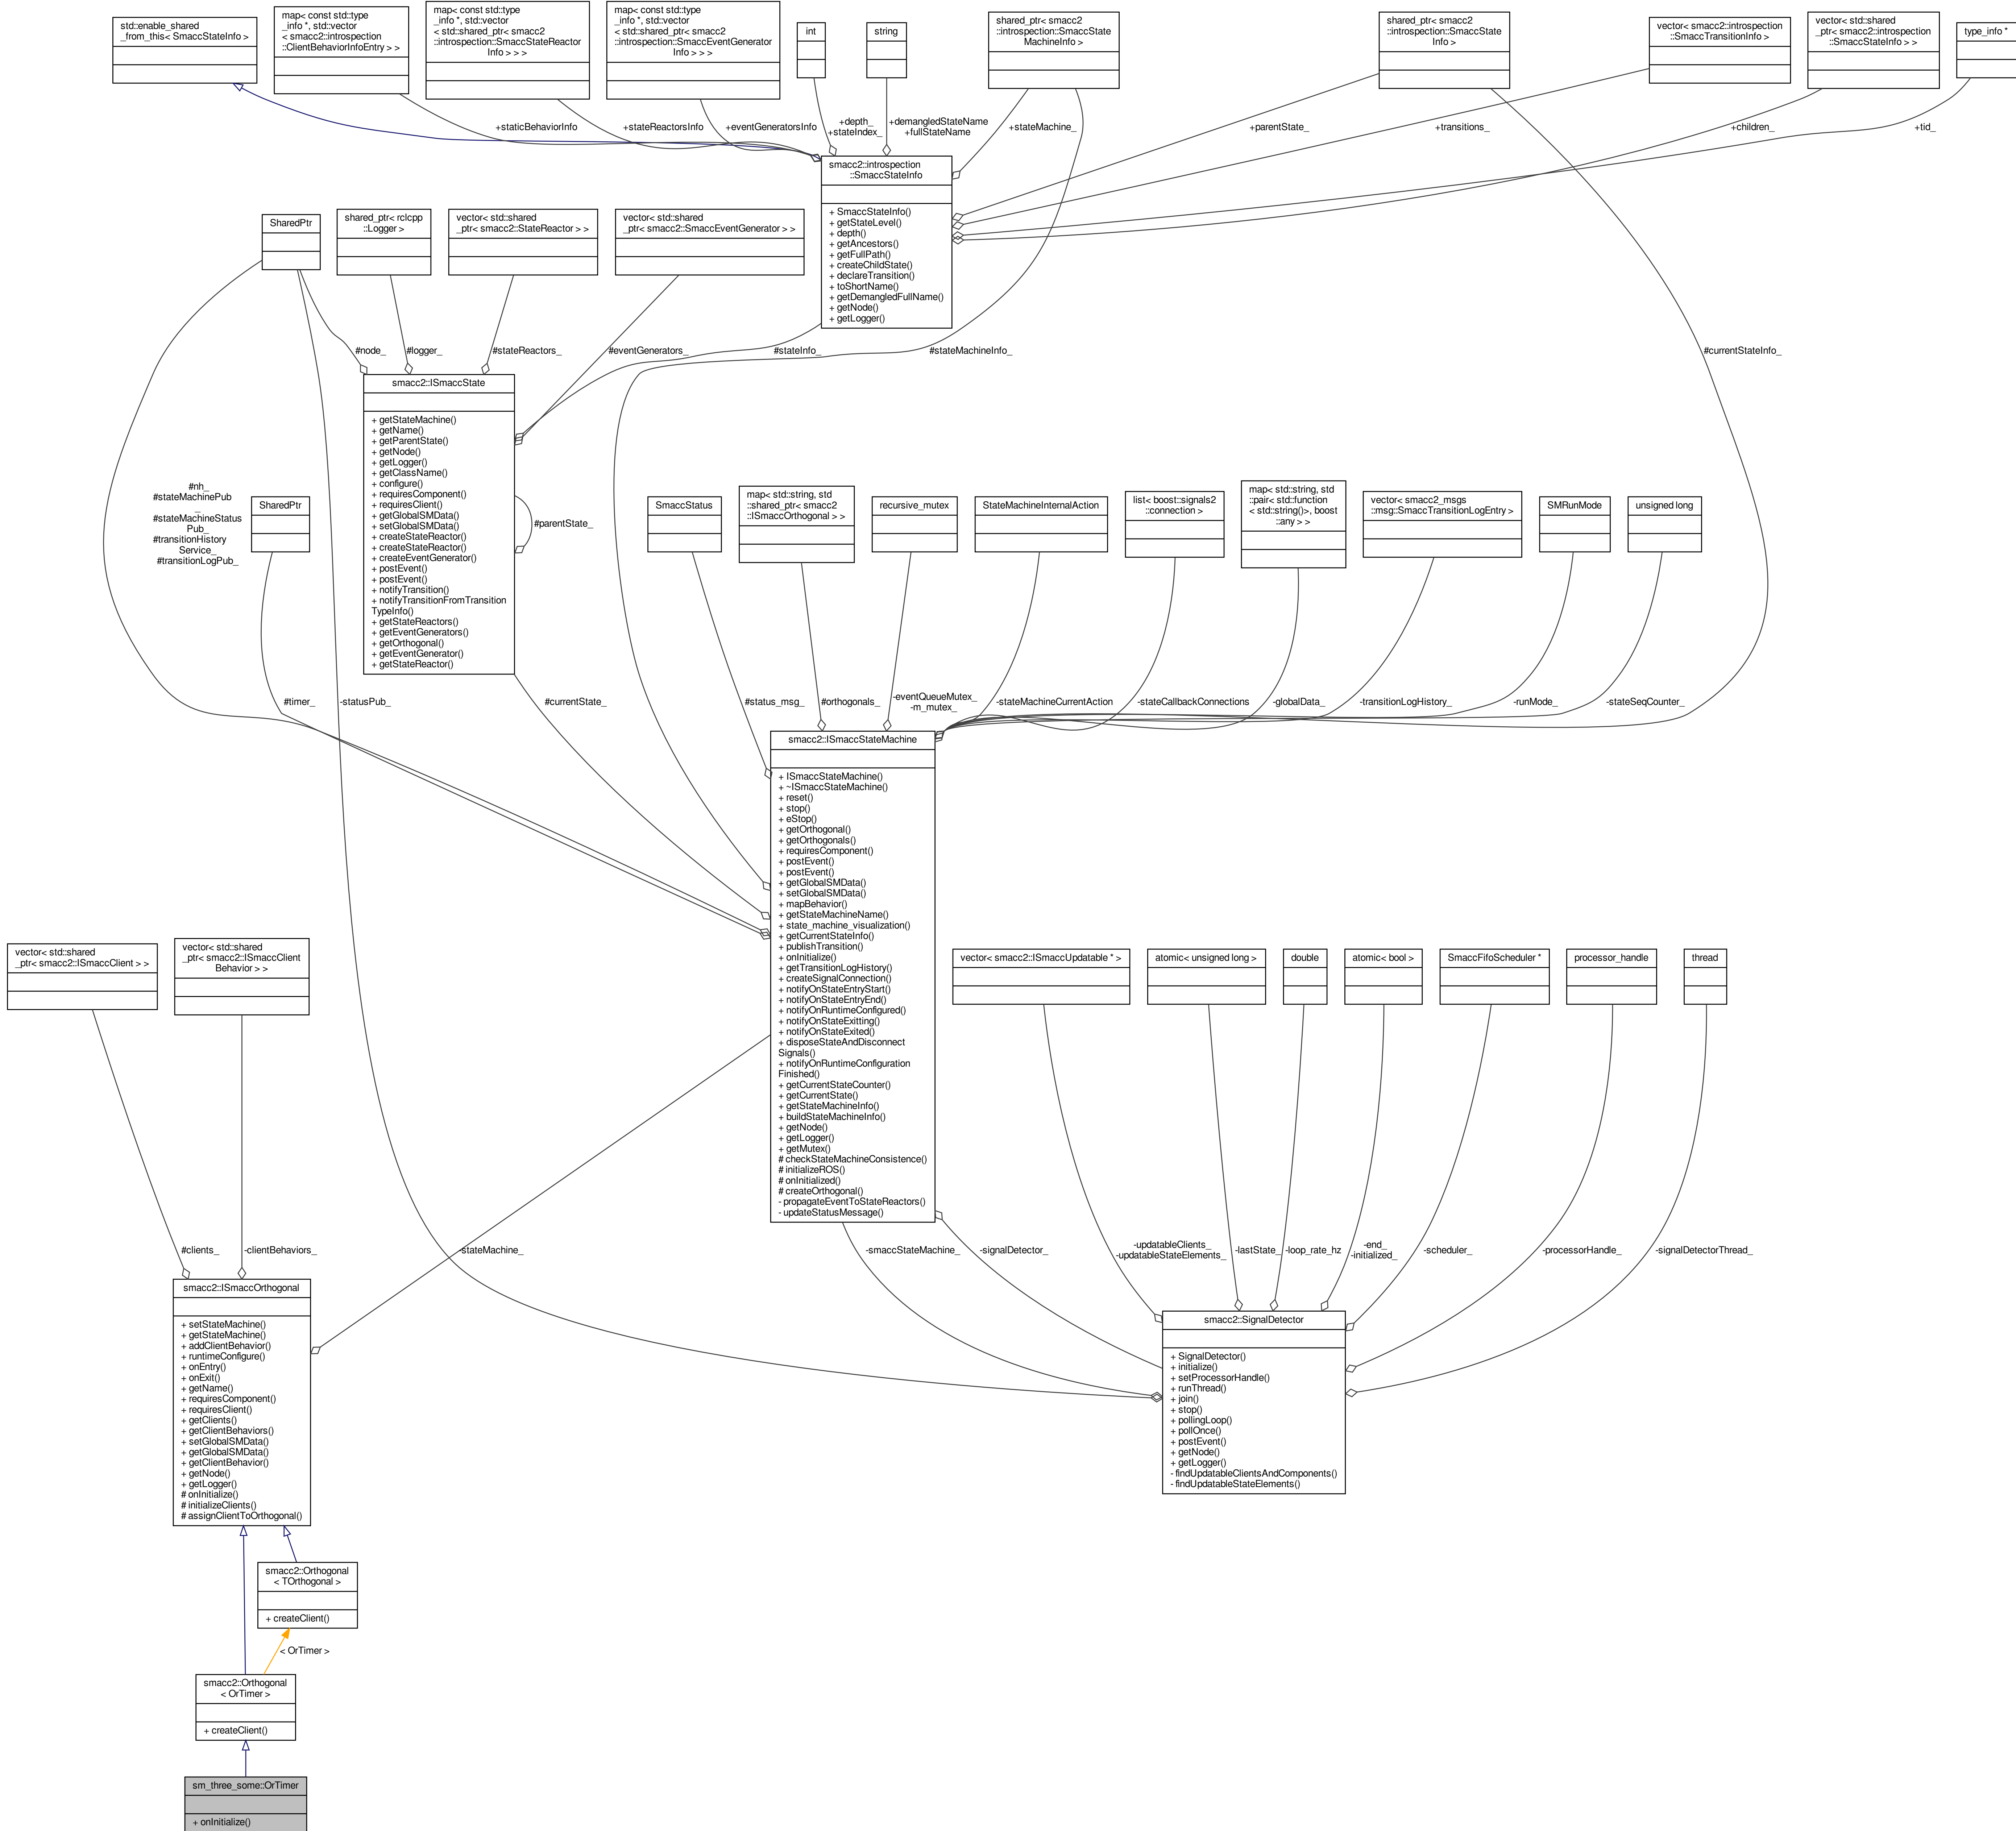 std::enable_shared
_from_this< SmaccStateInfo >
map< const std::type
_info *, std::vector
< smacc2::introspection
::ClientBehaviorInfoEntry > >
map< const std::type
_info *, std::vector
< std::shared_ptr< smacc2
::introspection::SmaccStateReactor
Info > > >
map< const std::type
_info *, std::vector
< std::shared_ptr< smacc2
::introspection::SmaccEventGenerator
Info > > >
int
string
shared_ptr< smacc2
::introspection::SmaccState
MachineInfo >
shared_ptr< smacc2
::introspection::SmaccState
Info >
vector< smacc2::introspection
::SmaccTransitionInfo >
vector< std::shared
_ptr< smacc2::introspection
::SmaccStateInfo > >
type_info *
+staticBehaviorInfo
+stateReactorsInfo
+eventGeneratorsInfo
+depth_
+stateIndex_
+demangledStateName
+fullStateName
+stateMachine_
+parentState_
+transitions_
+children_
+tid_
smacc2::introspection
::SmaccStateInfo
+ SmaccStateInfo()
+ getStateLevel()
+ depth()
+ getAncestors()
+ getFullPath()
+ createChildState()
+ declareTransition()
+ toShortName()
+ getDemangledFullName()
+ getNode()
+ getLogger()
SharedPtr
shared_ptr< rclcpp
::Logger >
vector< std::shared
_ptr< smacc2::StateReactor > >
vector< std::shared
_ptr< smacc2::SmaccEventGenerator > >
#node_
#logger_
#stateReactors_
#eventGenerators_
#stateInfo_
#stateMachineInfo_
#currentStateInfo_
smacc2::ISmaccState
+ getStateMachine()
+ getName()
+ getParentState()
+ getNode()
+ getLogger()
+ getClassName()
+ configure()
+ requiresComponent()
+ requiresClient()
+ getGlobalSMData()
+ setGlobalSMData()
+ createStateReactor()
+ createStateReactor()
+ createEventGenerator()
+ postEvent()
+ postEvent()
+ notifyTransition()
+ notifyTransitionFromTransition
TypeInfo()
+ getStateReactors()
+ getEventGenerators()
+ getOrthogonal()
+ getEventGenerator()
+ getStateReactor()
#parentState_
#nh_
#stateMachinePub
_
#stateMachineStatus
Pub_
#transitionHistory
Service_
#transitionLogPub_
SharedPtr
SmaccStatus
map< std::string, std
::shared_ptr< smacc2
::ISmaccOrthogonal > >
recursive_mutex
StateMachineInternalAction
list< boost::signals2
::connection >
map< std::string, std
::pair< std::function
< std::string()>, boost
::any > >
vector< smacc2_msgs
::msg::SmaccTransitionLogEntry >
SMRunMode
unsigned long
#timer_
-statusPub_
#currentState_
#status_msg_
#orthogonals_
-eventQueueMutex_
-m_mutex_
-stateMachineCurrentAction
-stateCallbackConnections
-globalData_
-transitionLogHistory_
-runMode_
-stateSeqCounter_
smacc2::ISmaccStateMachine
+ ISmaccStateMachine()
+ ~ISmaccStateMachine()
+ reset()
+ stop()
+ eStop()
+ getOrthogonal()
+ getOrthogonals()
+ requiresComponent()
+ postEvent()
+ postEvent()
+ getGlobalSMData()
+ setGlobalSMData()
+ mapBehavior()
+ getStateMachineName()
+ state_machine_visualization()
+ getCurrentStateInfo()
+ publishTransition()
+ onInitialize()
+ getTransitionLogHistory()
+ createSignalConnection()
+ notifyOnStateEntryStart()
+ notifyOnStateEntryEnd()
+ notifyOnRuntimeConfigured()
+ notifyOnStateExitting()
+ notifyOnStateExited()
+ disposeStateAndDisconnect
Signals()
+ notifyOnRuntimeConfiguration
Finished()
+ getCurrentStateCounter()
+ getCurrentState()
+ getStateMachineInfo()
+ buildStateMachineInfo()
+ getNode()
+ getLogger()
+ getMutex()
# checkStateMachineConsistence()
# initializeROS()
# onInitialized()
# createOrthogonal()
- propagateEventToStateReactors()
- updateStatusMessage()
vector< std::shared
_ptr< smacc2::ISmaccClient > >
vector< std::shared
_ptr< smacc2::ISmaccClient
Behavior > >
vector< smacc2::ISmaccUpdatable * >
atomic< unsigned long >
double
atomic< bool >
SmaccFifoScheduler *
processor_handle
thread
#clients_
-clientBehaviors_
-stateMachine_
-smaccStateMachine_
-signalDetector_
-updatableClients_
-updatableStateElements_
-lastState_
-loop_rate_hz
-end_
-initialized_
-scheduler_
-processorHandle_
-signalDetectorThread_
smacc2::ISmaccOrthogonal
+ setStateMachine()
+ getStateMachine()
+ addClientBehavior()
+ runtimeConfigure()
+ onEntry()
+ onExit()
+ getName()
+ requiresComponent()
+ requiresClient()
+ getClients()
+ getClientBehaviors()
+ setGlobalSMData()
+ getGlobalSMData()
+ getClientBehavior()
+ getNode()
+ getLogger()
# onInitialize()
# initializeClients()
# assignClientToOrthogonal()
smacc2::SignalDetector
+ SignalDetector()
+ initialize()
+ setProcessorHandle()
+ runThread()
+ join()
+ stop()
+ pollingLoop()
+ pollOnce()
+ postEvent()
+ getNode()
+ getLogger()
- findUpdatableClientsAndComponents()
- findUpdatableStateElements()
smacc2::Orthogonal
< TOrthogonal >
+ createClient()
< OrTimer >
smacc2::Orthogonal
< OrTimer >
+ createClient()
sm_three_some::OrTimer
+ onInitialize()